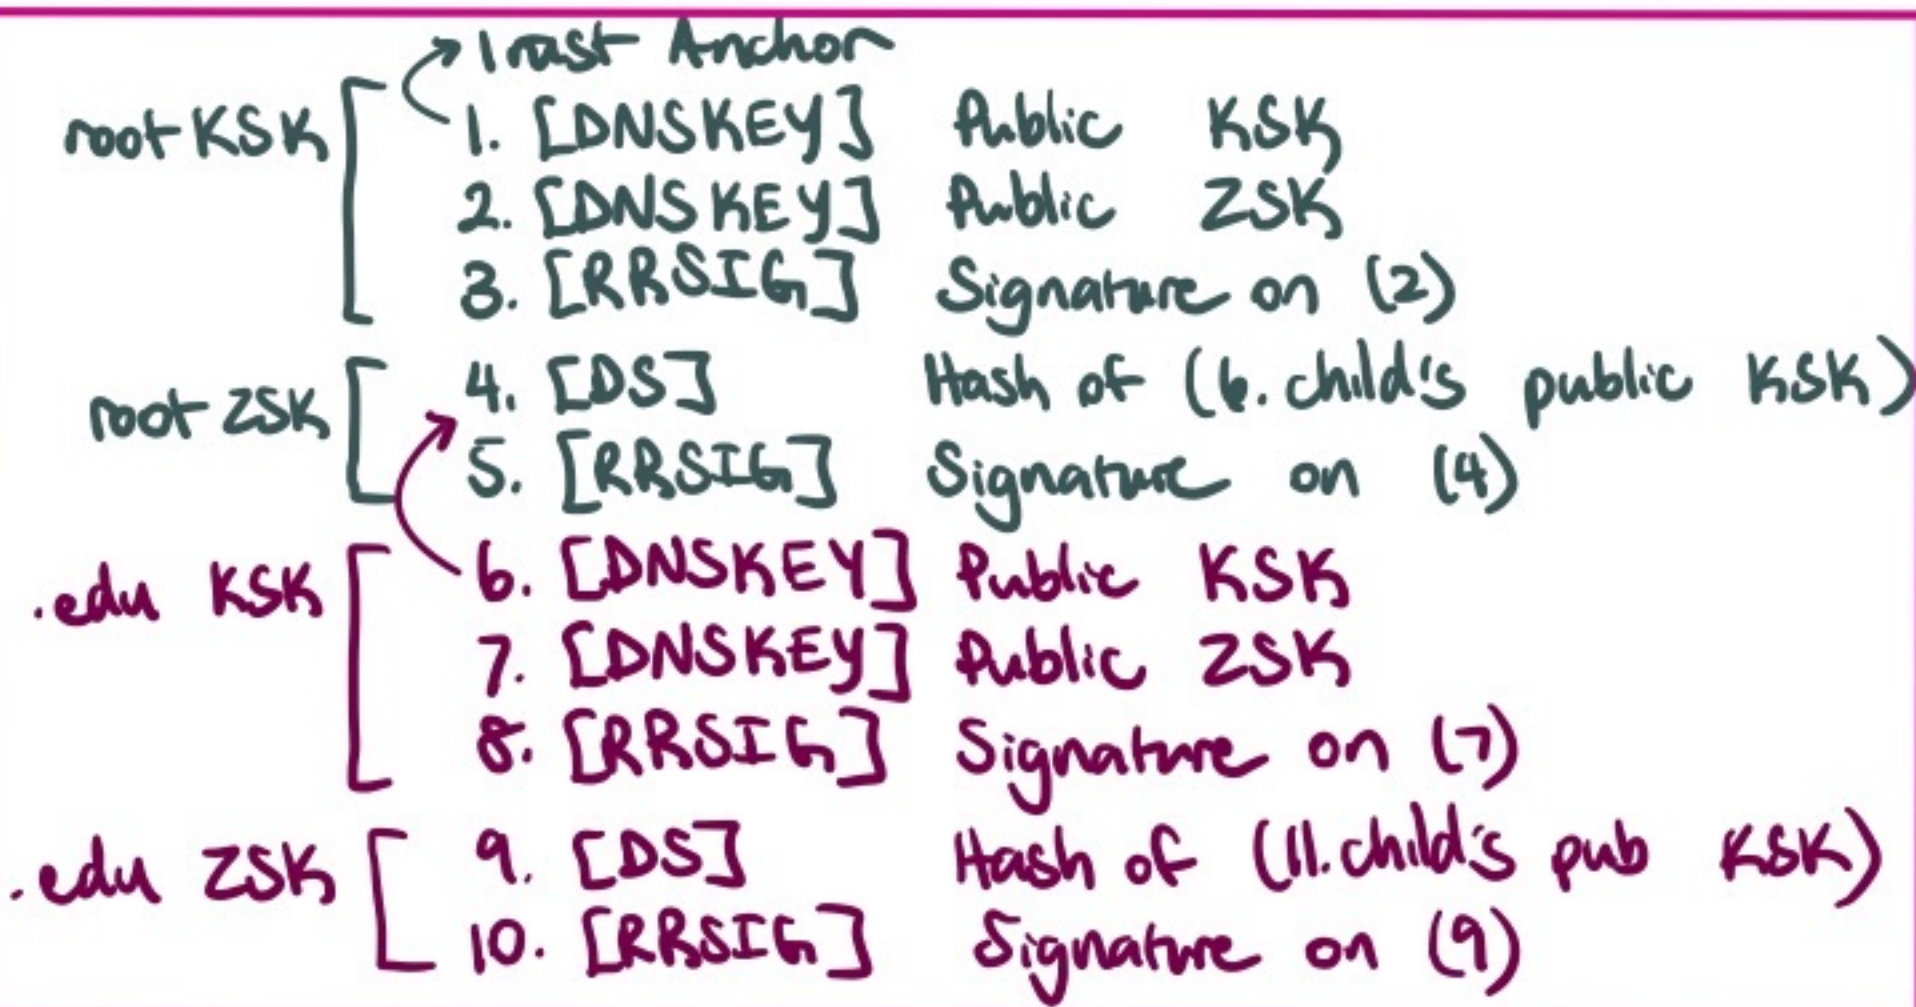 Trust Anchor
root KSK 1. [DNSKEY] Public KSK
2. [DNSKEY] Public ZSK
3. [RRSIG] Signature on (2)
root ZSK 4. [DS] Hash of (6. child's public KSK)
5. [RRSIG] Signature on (4)
.edu KSK 6. [DNSKEY] Public KSK
7. [DNSKEY] Public ZSK
8. [RRSIG] Signature on (7)
.edu ZSK 9. [DS] Hash of (11. child's pub KSK)
10. [RRSIG] Signature on (9)